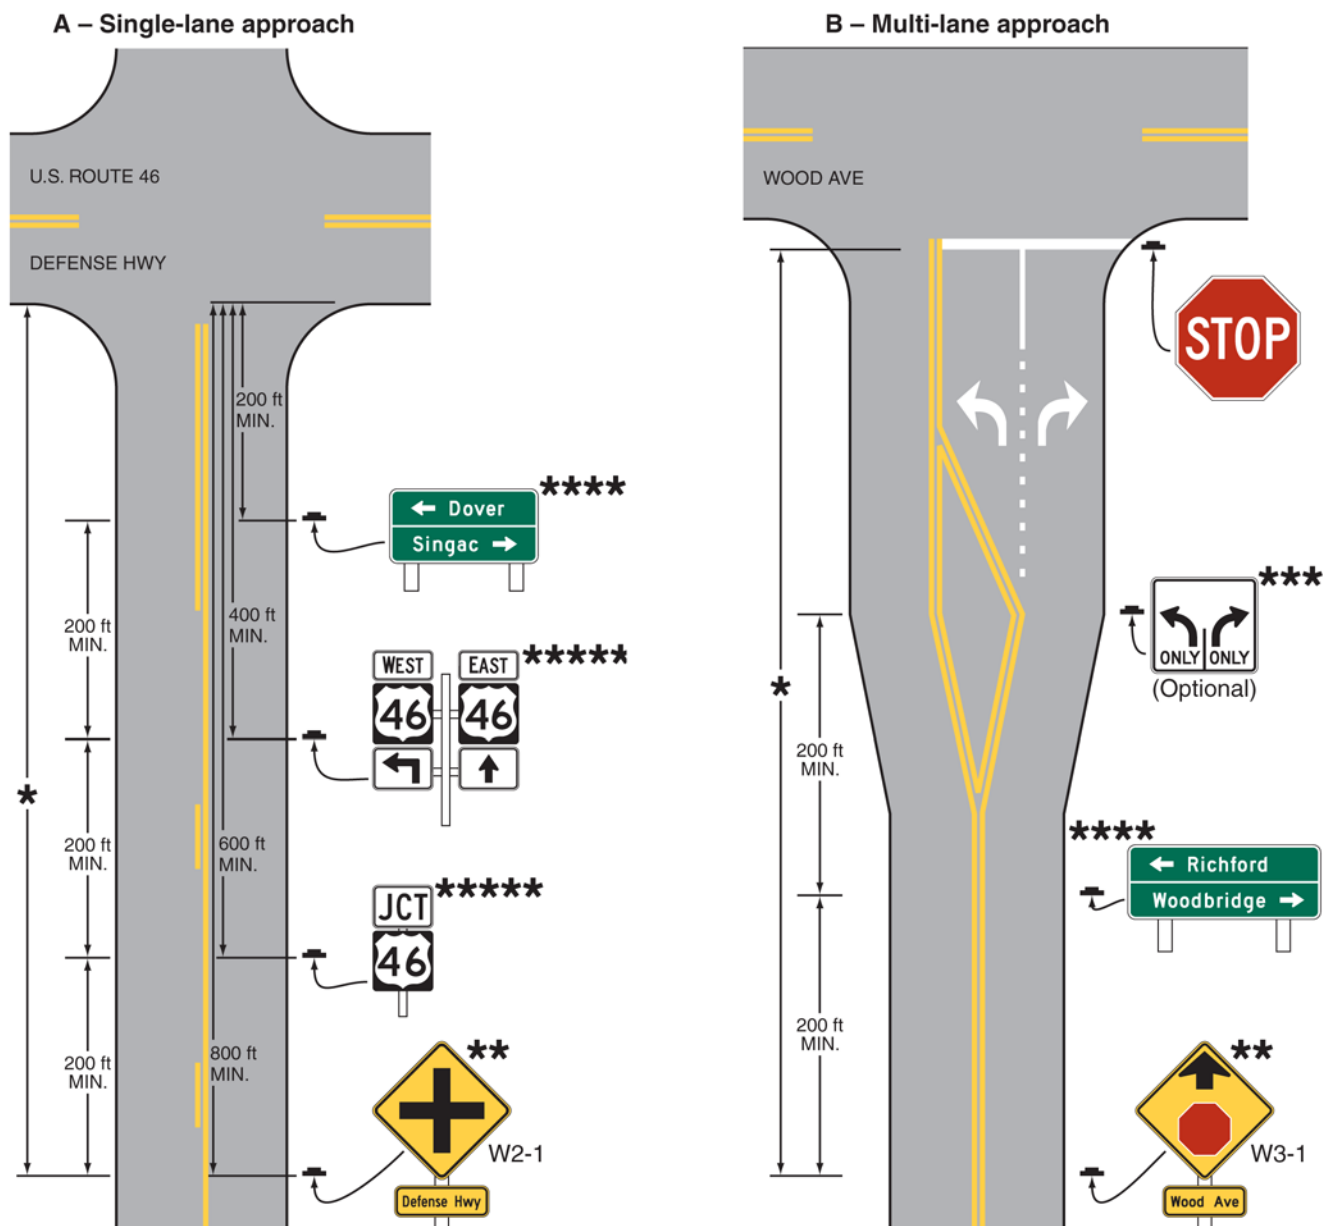 A – Single-lane approach
U.S. ROUTE 46
DEFENSE HWY
200 ft
MIN.
****
← Dover
Singac →
200 ft
MIN.
400 ft
MIN.
*****
WEST
EAST
46
46
*
200 ft
MIN.
600 ft
MIN.
*****
JCT
46
200 ft
MIN.
800 ft
MIN.
**
W2-1
Defense Hwy
B – Multi-lane approach
WOOD AVE
STOP
***
ONLY
ONLY
(Optional)
*
200 ft
MIN.
****
← Richford
Woodbridge →
200 ft
MIN.
**
W3-1
Wood Ave